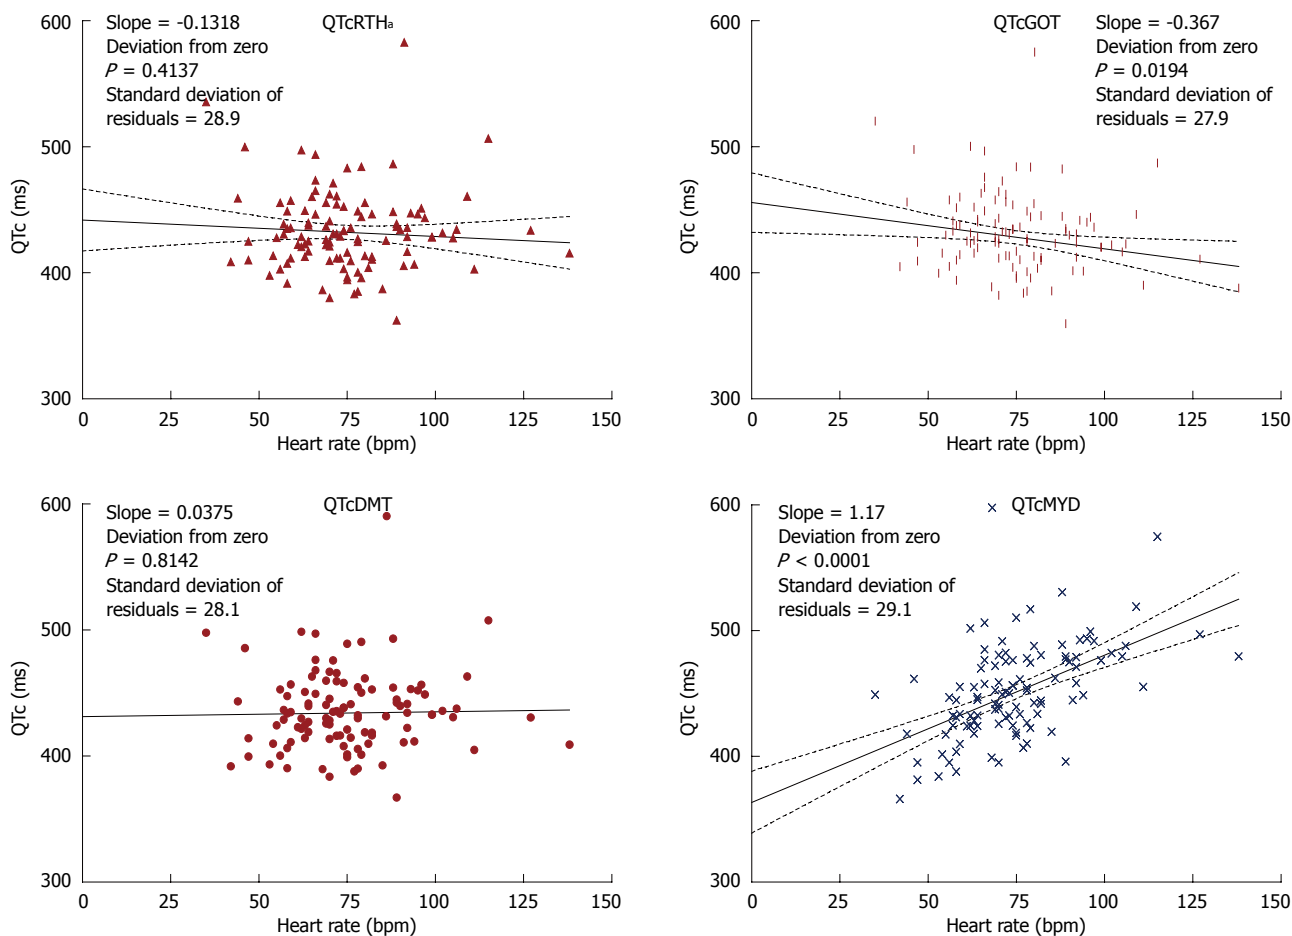 QTcRTHa
Slope = -0.1318
Deviation from zero
P = 0.4137
Standard deviation of
residuals = 28.9
600
500
400
300
QTc (ms)
0 25 50 75 100 125 150
Heart rate (bpm)
QTcGOT
Slope = -0.367
Deviation from zero
P = 0.0194
Standard deviation of
residuals = 27.9
600
500
400
300
QTc (ms)
0 25 50 75 100 125 150
Heart rate (bpm)
QTcDMT
Slope = 0.0375
Deviation from zero
P = 0.8142
Standard deviation of
residuals = 28.1
600
500
400
300
QTc (ms)
0 25 50 75 100 125 150
Heart rate (bpm)
QTcMYD
Slope = 1.17
Deviation from zero
P < 0.0001
Standard deviation of
residuals = 29.1
600
500
400
300
QTc (ms)
0 25 50 75 100 125 150
Heart rate (bpm)